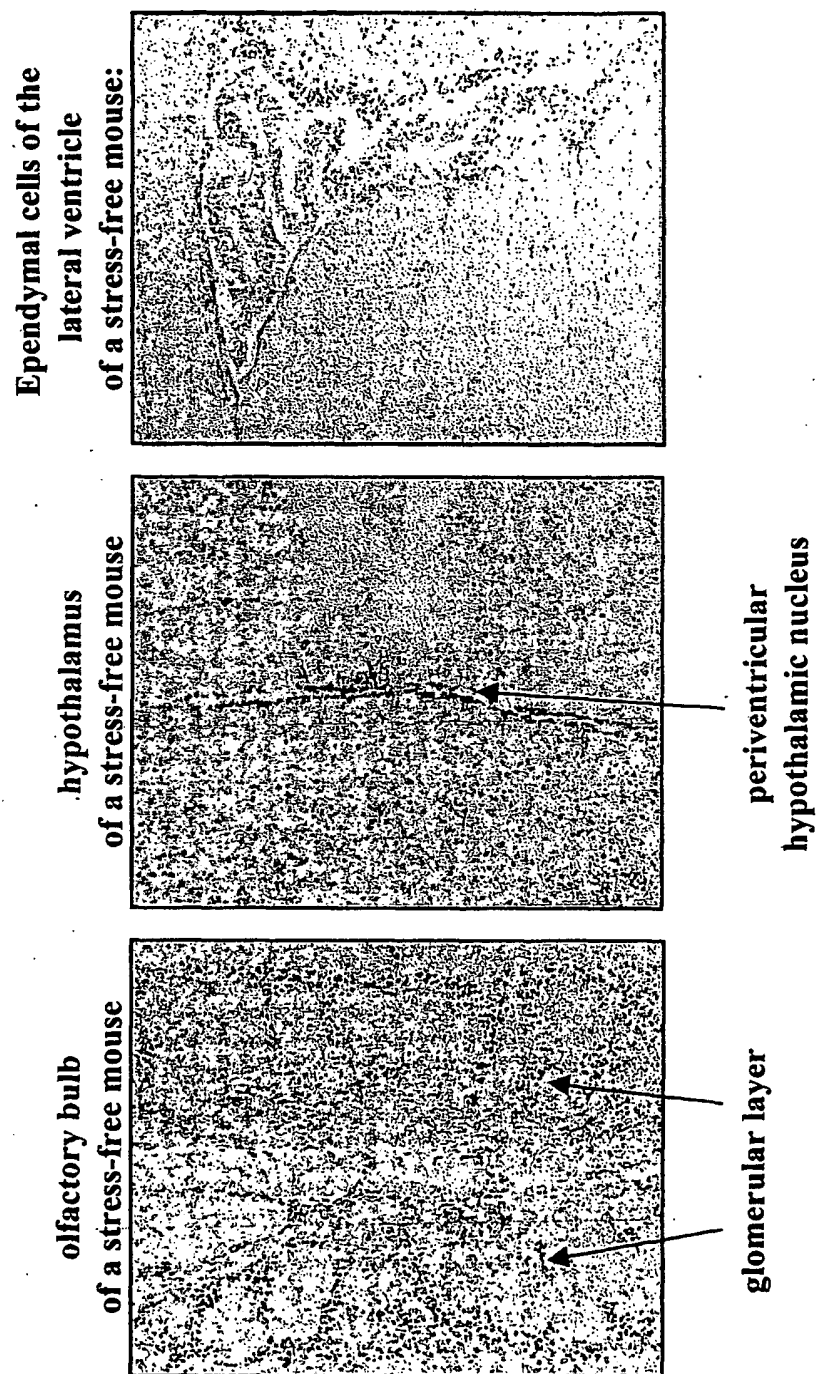 olfactory bulb
of a stress-free mouse
hypothalamus
of a stress-free mouse
Ependymal cells of the
lateral ventricle
of a stress-free mouse:
glomerular layer
periventricular
hypothalamic nucleus